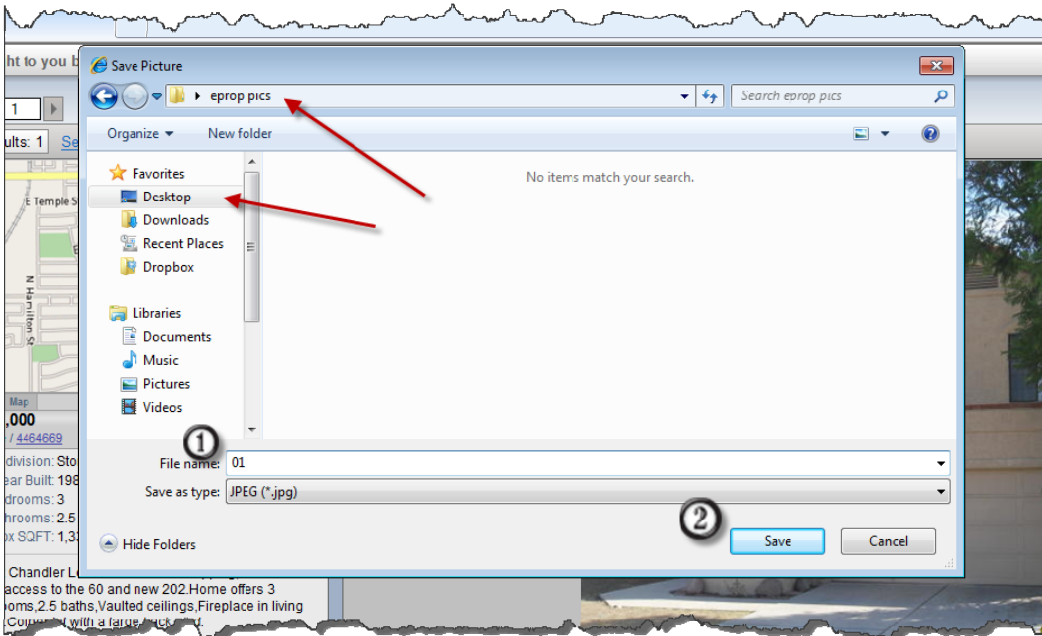 ht to you b
Save Picture
eprop pics
Search eprop pics
1
Organize
New folder
ults: 1 Se
Favorites
No items match your search.
E Temple S
Desktop
Downloads
Recent Places
Dropbox
N Hamilton St
Libraries
Documents
Music
Pictures
Videos
Map
,000
/ 4464669
1
division: Sto
File name: 01
ear Built: 198
Save as type: JPEG (*.jpg)
drooms: 3
hrooms: 2.5
2
ox SQFT: 1,3
Hide Folders
Save
Cancel
Chandler L
access to the 60 and new 202.Home offers 3
ooms,2.5 baths,Vaulted ceilings,Fireplace in living
with a large